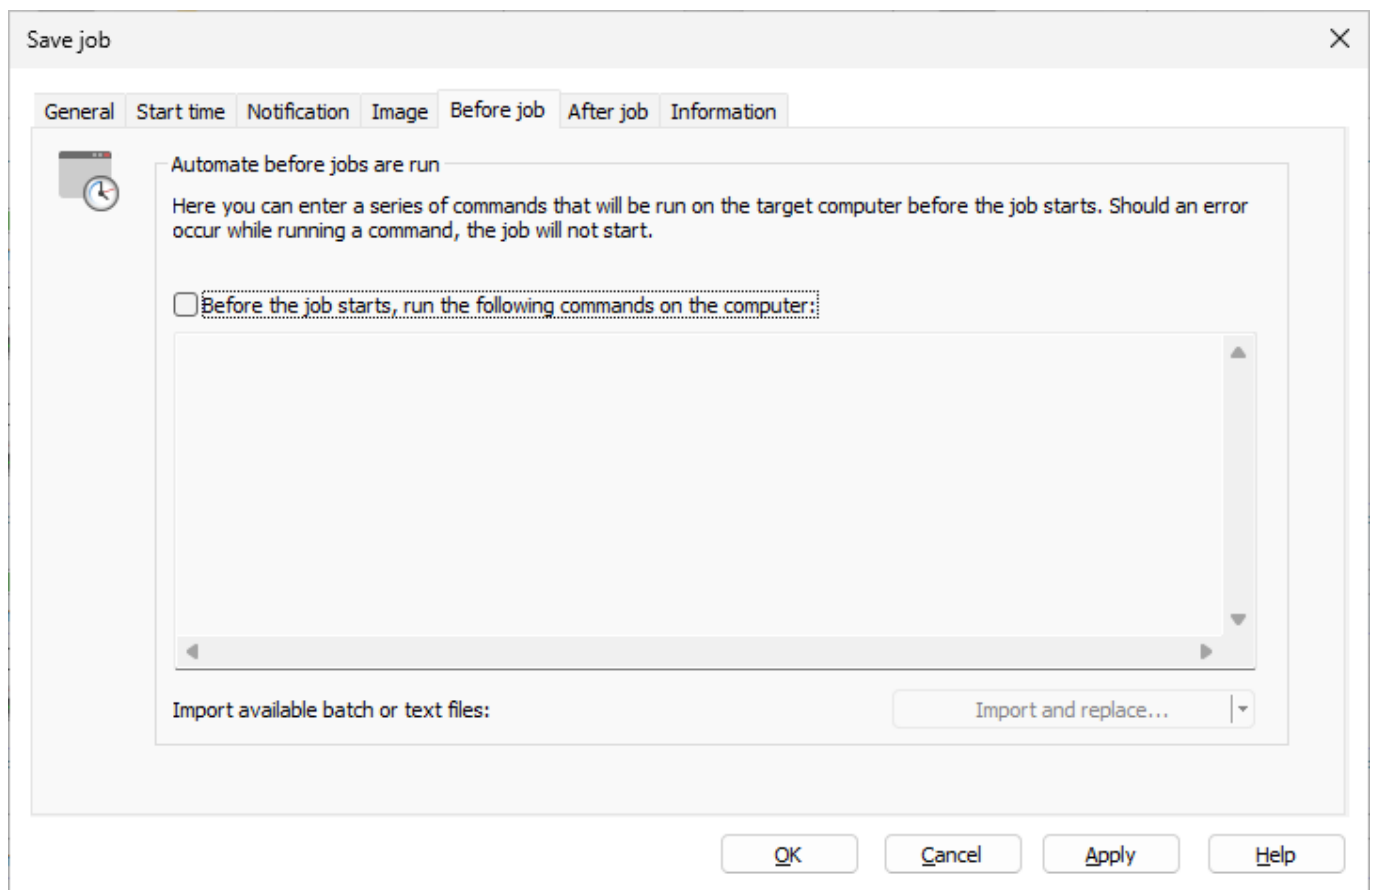 Save job
General Start time Notification Image Before job After job Information
Automate before jobs are run
Here you can enter a series of commands that will be run on the target computer before the job starts. Should an error
occur while running a command, the job will not start.
Before the job starts, run the following commands on the computer:
Import available batch or text files:
Import and replace...
OK Cancel Apply Help